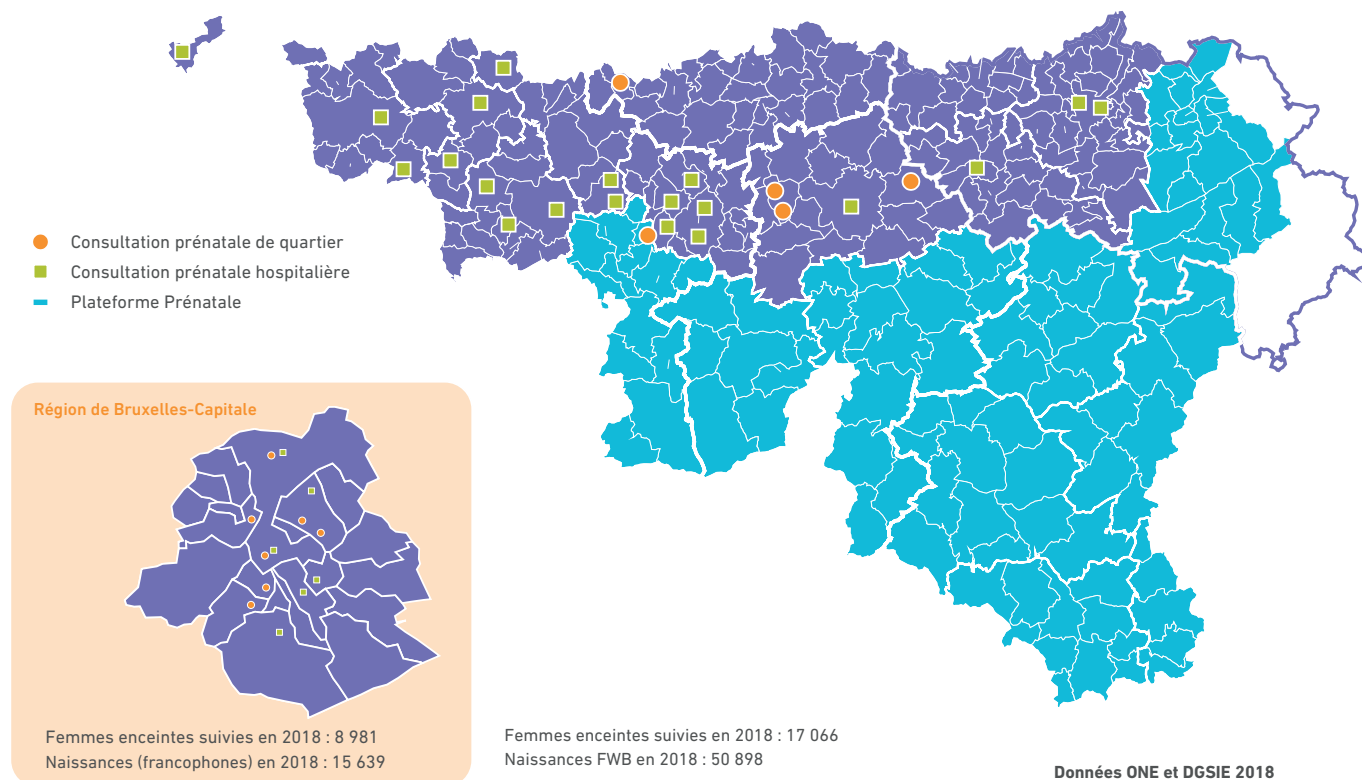 Consultation prénatale de quartier
Consultation prénatale hospitalière
Plateforme Prénatale
Région de Bruxelles-Capitale
Femmes enceintes suivies en 2018 : 8 981
Naissances (francophones) en 2018 : 15 639
Femmes enceintes suivies en 2018 : 17 066
Naissances FWB en 2018 : 50 898
Données ONE et DGSIE 2018